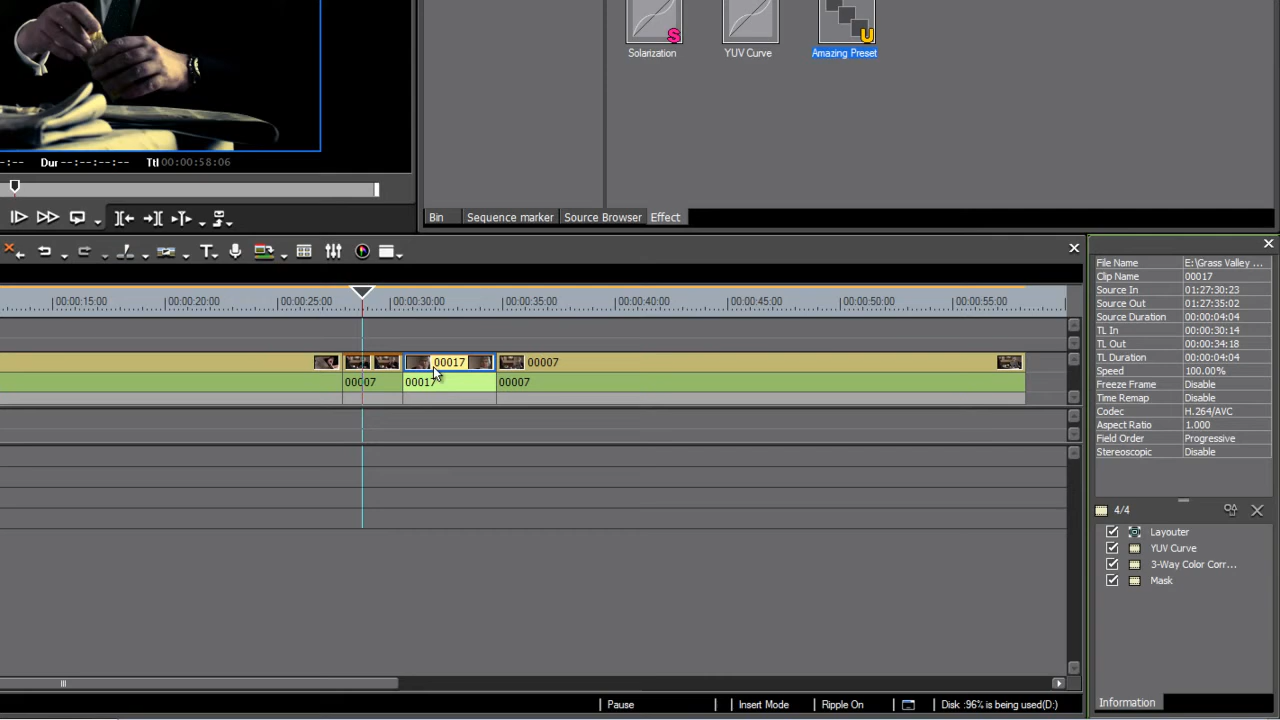 Solarization YUV Curve Amazing Preset
S U
--:-- Dur --:--:--:-- Ttl 00:00:58:06
Bin Sequence marker Source Browser Effect
T
00:00:15:00 00:00:20:00 00:00:25:00 00:00:30:00 00:00:35:00 00:00:40:00 00:00:45:00 00:00:50:00 00:00:55:00
00017 00007
00007 00017 00007
File Name E:\Grass Valley ...
Clip Name 00017
Source In 01:27:30:23
Source Out 01:27:35:02
Source Duration 00:00:04:04
TL In 00:00:30:14
TL Out 00:00:34:18
TL Duration 00:00:04:04
Speed 100.00%
Freeze Frame Disable
Time Remap Disable
Codec H.264/AVC
Aspect Ratio 1.000
Field Order Progressive
Stereoscopic Disable
4/4
Layouter
YUV Curve
3-Way Color Corr...
Mask
Information
Pause Insert Mode Ripple On Disk :96% is being used(D:)